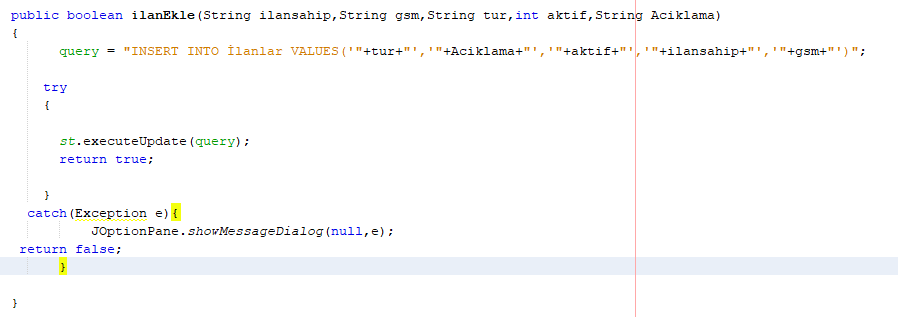 public boolean ilanEkle(String ilansahip,String gsm,String tur,int aktif,String Aciklama)
{
query = "INSERT INTO İlanlar VALUES('"+tur+"','"+Aciklama+"','"+aktif+"','"+ilansahip+"','"+gsm+"')";
try
{
st.executeUpdate(query);
return true;
}
catch(Exception e){
JOptionPane.showMessageDialog(null,e);
return false;
}
}